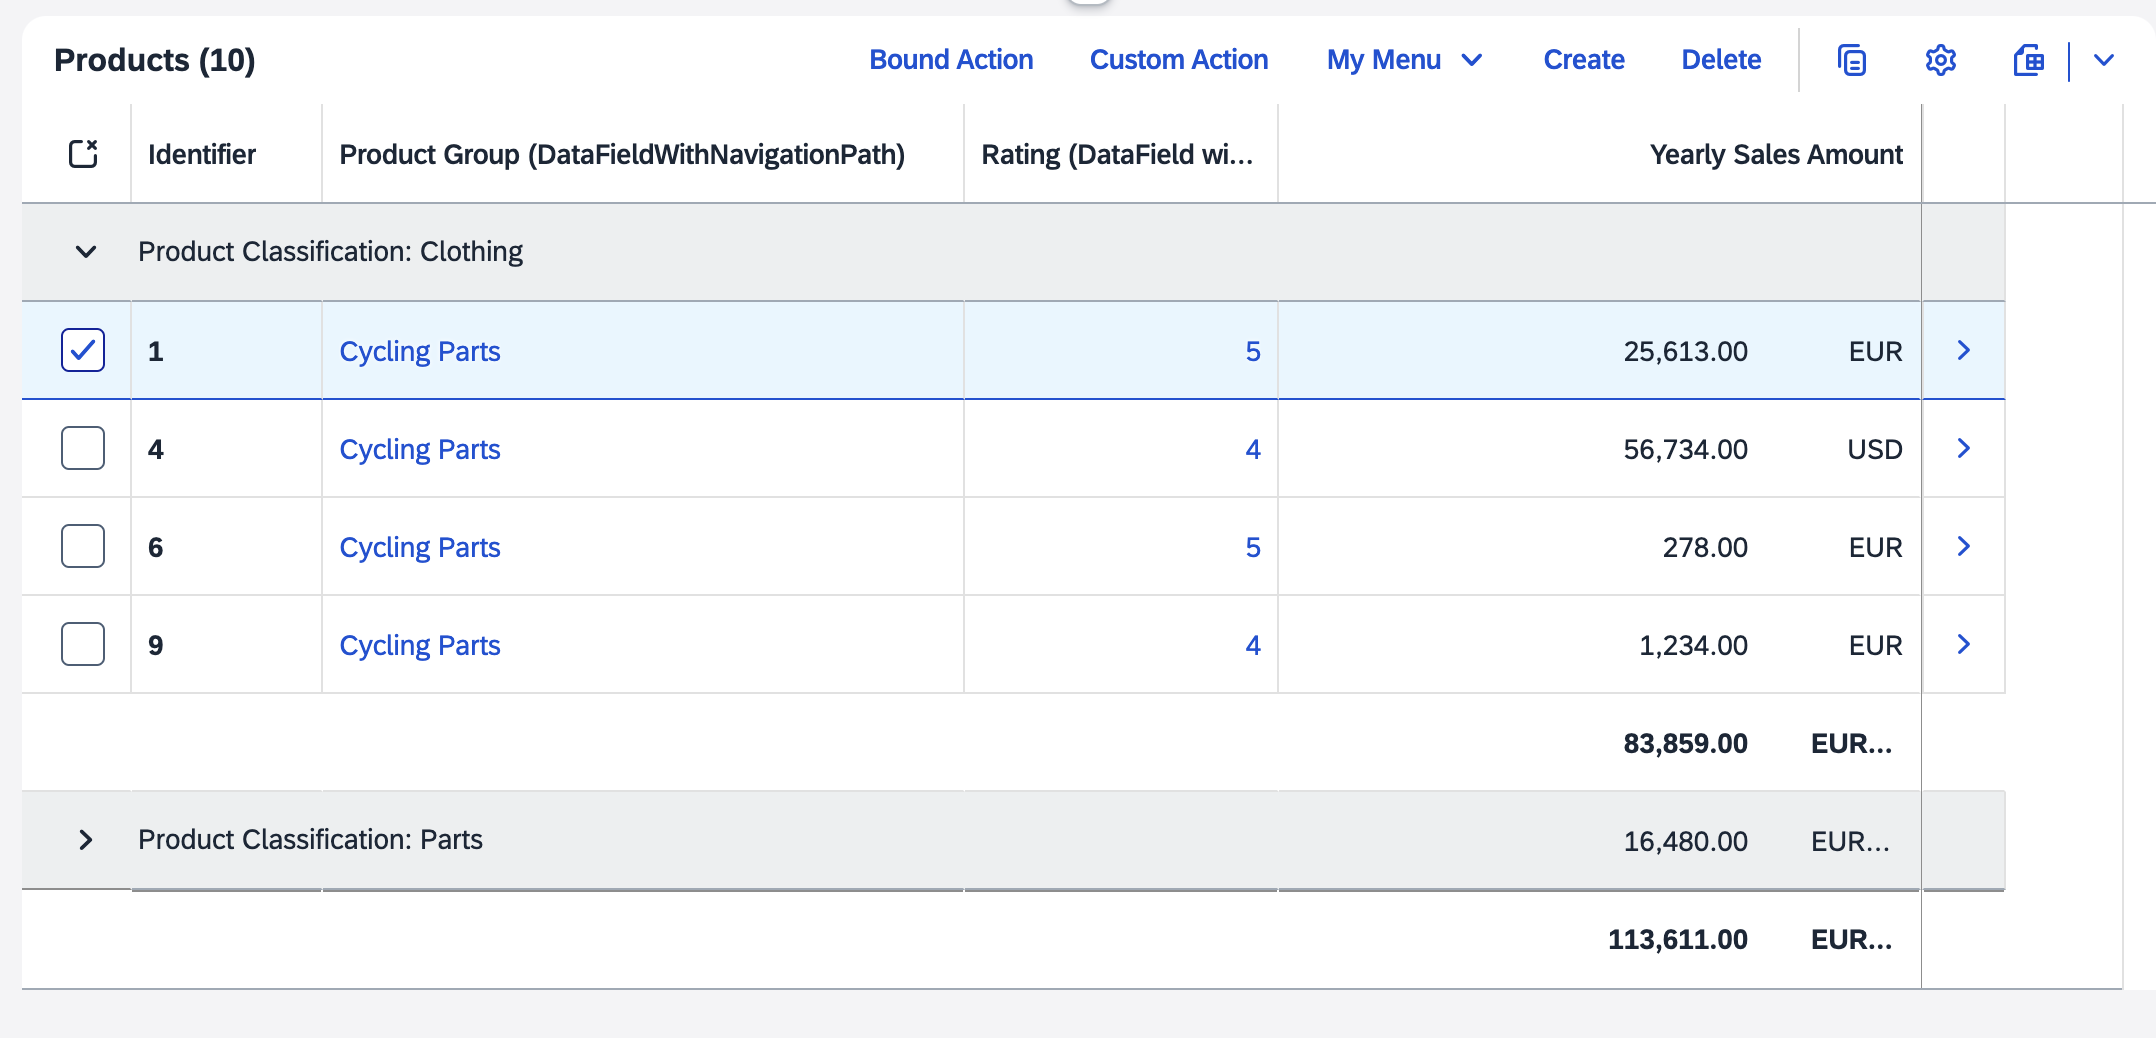 Products (10) Bound Action Custom Action My Menu Create Delete
Identifier Product Group (DataFieldWithNavigationPath) Rating (DataField wi... Yearly Sales Amount
Product Classification: Clothing
1 Cycling Parts 5 25,613.00 EUR
4 Cycling Parts 4 56,734.00 USD
6 Cycling Parts 5 278.00 EUR
9 Cycling Parts 4 1,234.00 EUR
83,859.00 EUR...
Product Classification: Parts 16,480.00 EUR...
113,611.00 EUR...